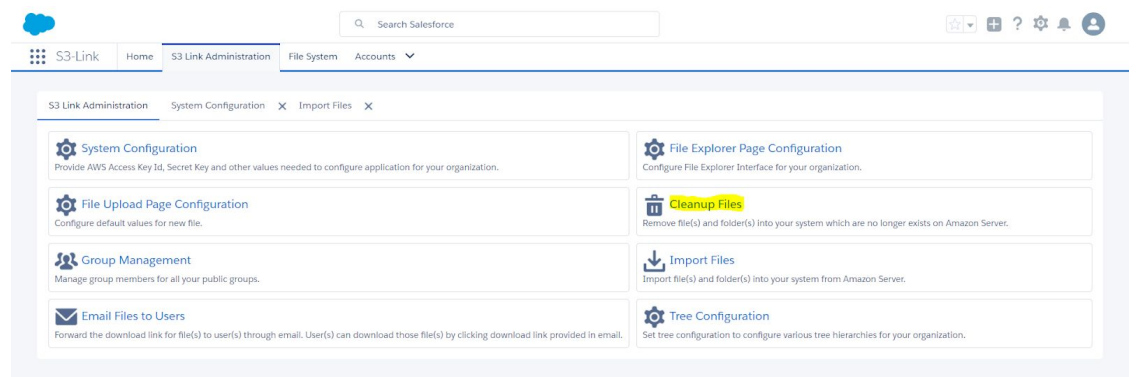 Search Salesforce
S3-Link Home S3 Link Administration File System Accounts
S3 Link Administration System Configuration Import Files
System Configuration
Provide AWS Access Key Id, Secret Key and other values needed to configure application for your organization.
File Explorer Page Configuration
Configure File Explorer Interface for your organization.
File Upload Page Configuration
Configure default values for new file.
Cleanup Files
Remove file(s) and folder(s) into your system which are no longer exists on Amazon Server.
Group Management
Manage group members for all your public groups.
Import Files
Import file(s) and folder(s) into your system from Amazon Server.
Email Files to Users
Forward the download link for file(s) to user(s) through email. User(s) can download those file(s) by clicking download link provided in email.
Tree Configuration
Set tree configuration to configure various tree hierarchies for your organization.